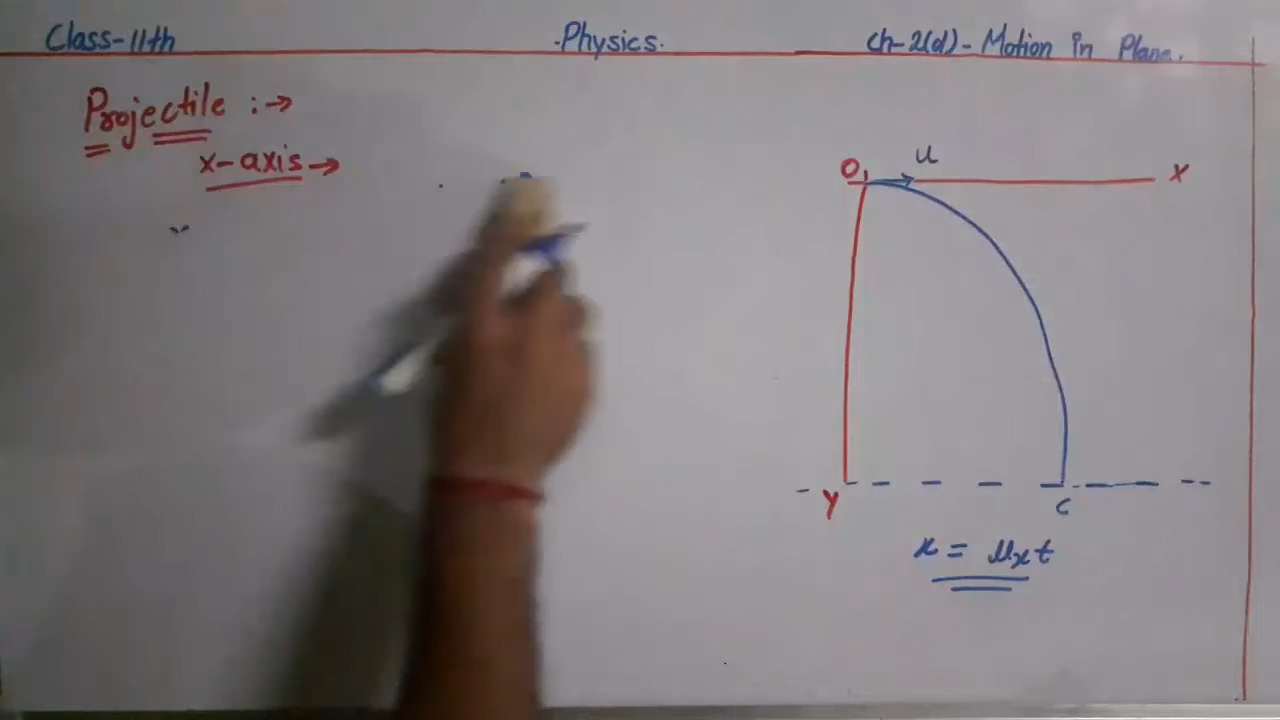 Class-11th
Physics.
Ch-2(d)- Motion in Plane.
Projectile :→
x-axis →
O
u
X
Y
C
x = uxt